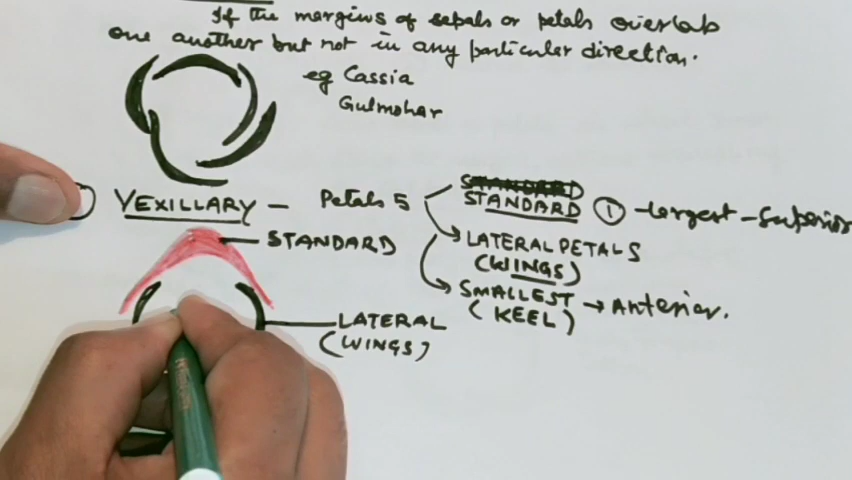 If the margins of sepals or petals overlab
one another but not in any particular direction.
eg Cassia
Gulmohar
VEXILLARY - Petals 5
STANDARD
STANDARD ① - largest - Superior
LATERAL PETALS
(WINGS)
SMALLEST → Anterior.
(KEEL)
STANDARD
LATERAL
(WINGS)